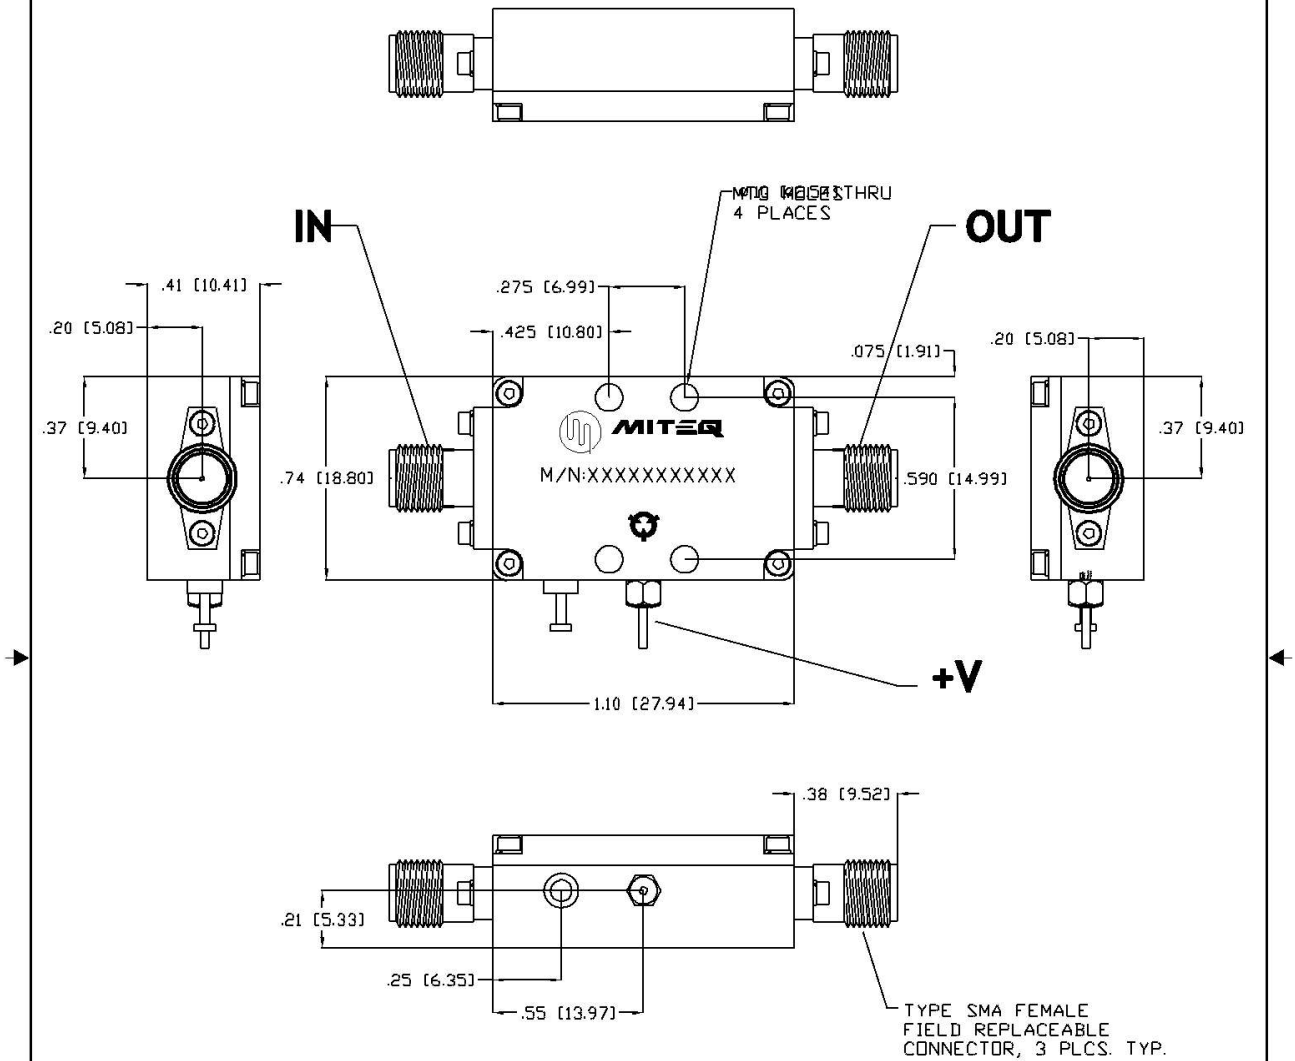 THRU
4 PLACES
IN
OUT
.41 [10.41]
.275 [6.99]
.20 [5.08]
.425 [10.80]
.20 [5.08]
.075 [1.91]
.37 [9.40]
MITEQ
.37 [9.40]
.74 [18.80]
M/N:XXXXXXXXXXX
.590 [14.99]
+V
1.10 [27.94]
.38 [9.52]
.21 [5.33]
.25 [6.35]
.55 [13.97]
TYPE SMA FEMALE
FIELD REPLACEABLE
CONNECTOR, 3 PLCS. TYP.